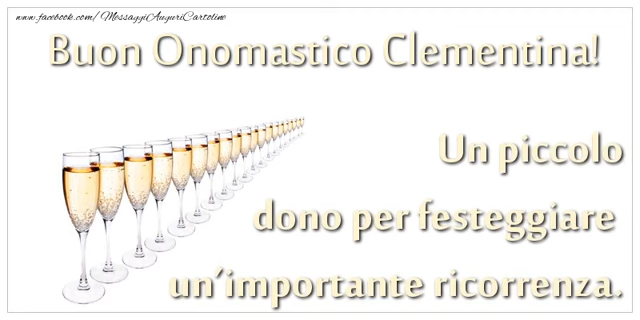 www.facebook.com/MessaggiAuguriCartoline
Buon Onomastico Clementina!
Un piccolo
dono per festeggiare
un´importante ricorrenza.